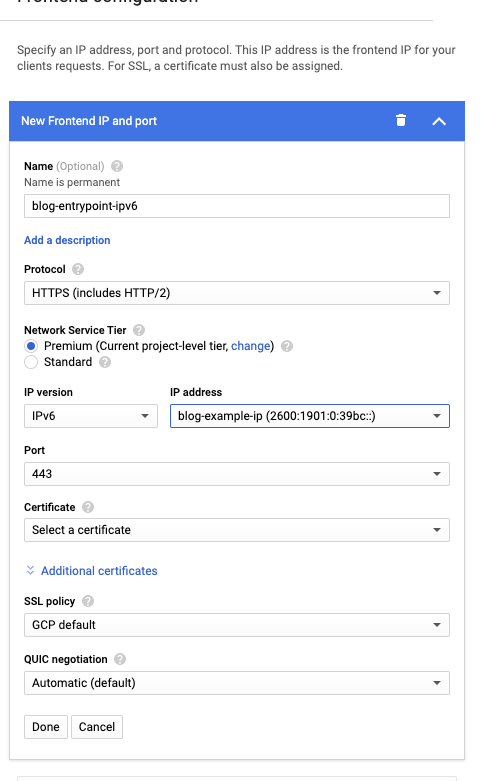 Frontend configuration
Specify an IP address, port and protocol. This IP address is the frontend IP for your
clients requests. For SSL, a certificate must also be assigned.
New Frontend IP and port
Name (Optional) ?
Name is permanent
blog-entrypoint-ipv6
Add a description
Protocol ?
HTTPS (includes HTTP/2)
Network Service Tier ?
Premium (Current project-level tier, change) ?
Standard ?
IP version IP address
IPv6 blog-example-ip (2600:1901:0:39bc::)
Port
443
Certificate ?
Select a certificate
Additional certificates
SSL policy ?
GCP default
QUIC negotiation ?
Automatic (default)
Done Cancel